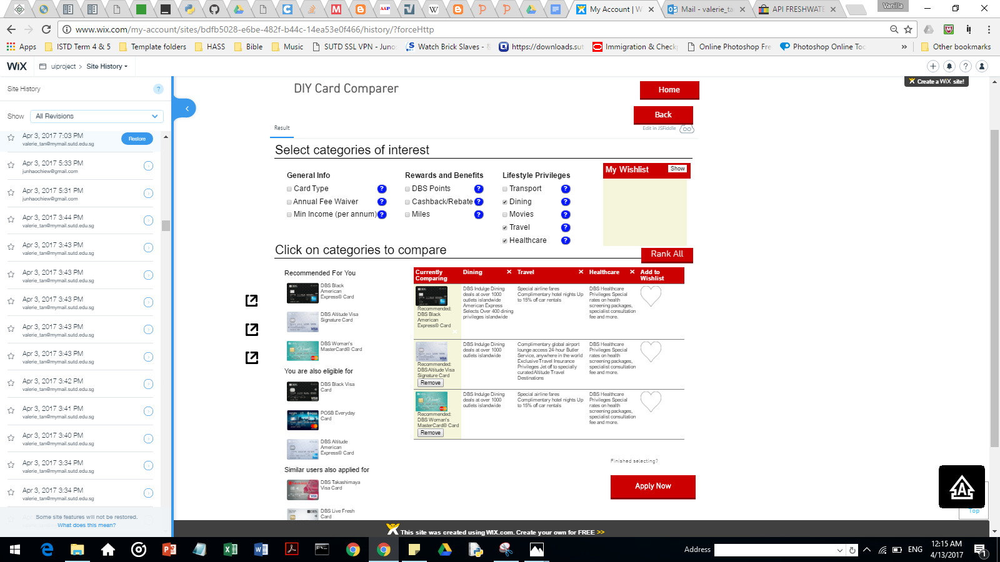 Vanilla
My Account | W
Mail - valerie_ta
API FRESHWATE
www.wix.com/my-account/sites/bdfb5028-e6be-482f-b44c-14ea53e0f466/history/?forceHttp
Apps
ISTD Term 4 & 5
Template folders
HASS
Bible
Music
SUTD SSL VPN - Juno
Watch Brick Slaves -
https://downloads.sut
Immigration & Check
Online Photoshop Fre
Photoshop Online Too
»
Other bookmarks
WiX
uiproject > Site History
Create a WiX site!
Site History
?
Show
All Revisions
Apr 3, 2017 7:03 PM
valerie_tan@mymail.sutd.edu.sg
Restore
Apr 3, 2017 5:33 PM
junhaochiew@gmail.com
Apr 3, 2017 5:31 PM
junhaochiew@gmail.com
Apr 3, 2017 3:44 PM
valerie_tan@mymail.sutd.edu.sg
Apr 3, 2017 3:43 PM
valerie_tan@mymail.sutd.edu.sg
Apr 3, 2017 3:43 PM
valerie_tan@mymail.sutd.edu.sg
Apr 3, 2017 3:43 PM
valerie_tan@mymail.sutd.edu.sg
Apr 3, 2017 3:43 PM
valerie_tan@mymail.sutd.edu.sg
Apr 3, 2017 3:43 PM
valerie_tan@mymail.sutd.edu.sg
Apr 3, 2017 3:42 PM
valerie_tan@mymail.sutd.edu.sg
Apr 3, 2017 3:41 PM
valerie_tan@mymail.sutd.edu.sg
Apr 3, 2017 3:40 PM
valerie_tan@mymail.sutd.edu.sg
Apr 3, 2017 3:34 PM
valerie_tan@mymail.sutd.edu.sg
Apr 3, 2017 3:34 PM
valerie_tan@mymail.sutd.edu.sg
Some site features will not be restored.
What does this mean?
DIY Card Comparer
Home
Back
Result
Edit in JSFiddle
Select categories of interest
General Info
Card Type ?
Annual Fee Waiver ?
Min Income (per annum) ?
Rewards and Benefits
DBS Points ?
Cashback/Rebate ?
Miles ?
Lifestyle Privileges
Transport ?
Dining ?
Movies ?
Travel ?
Healthcare ?
My Wishlist
Show
Click on categories to compare
Rank All
Recommended For You
DBS Black
American
Express® Card
DBS Altitude Visa
Signature Card
DBS Woman's
MasterCard® Card
You are also eligible for
DBS Black Visa
Card
POSB Everyday
Card
DBS Altitude
American
Express® Card
Similar users also applied for
DBS Takashimaya
Visa Card
DBS Live Fresh
Card
Currently
Comparing
Dining ✕
Travel ✕
Healthcare ✕
Add to
Wishlist
Recommended:
DBS Black
American
Express® Card
DBS Indulge Dining
deals at over 1000
outlets islandwide
American Express
Selects Over 400 dining
privileges islandwide
Special airline fares
Complimentary hotel nights Up
to 15% off car rentals
DBS Healthcare
Privileges Special
rates on health
screening packages,
specialist consultation
fee and more.
Recommended:
DBS Altitude Visa
Signature Card
Remove
DBS Indulge Dining
deals at over 1000
outlets islandwide
Complimentary global airport
lounge access 24-hour Butler
Service, anywhere in the world
Exclusive Travel Insurance
Privileges Jet off to specially
curated Altitude Travel
Destinations
DBS Healthcare
Privileges Special
rates on health
screening packages,
specialist consultation
fee and more.
Recommended:
DBS Woman's
MasterCard® Card
Remove
DBS Indulge Dining
deals at over 1000
outlets islandwide
Special airline fares
Complimentary hotel nights Up
to 15% off car rentals
DBS Healthcare
Privileges Special
rates on health
screening packages,
specialist consultation
fee and more.
Finished selecting?
Apply Now
Top
This site was created using WIX.com. Create your own for FREE >>
Address
ENG
12:15 AM
4/13/2017
1